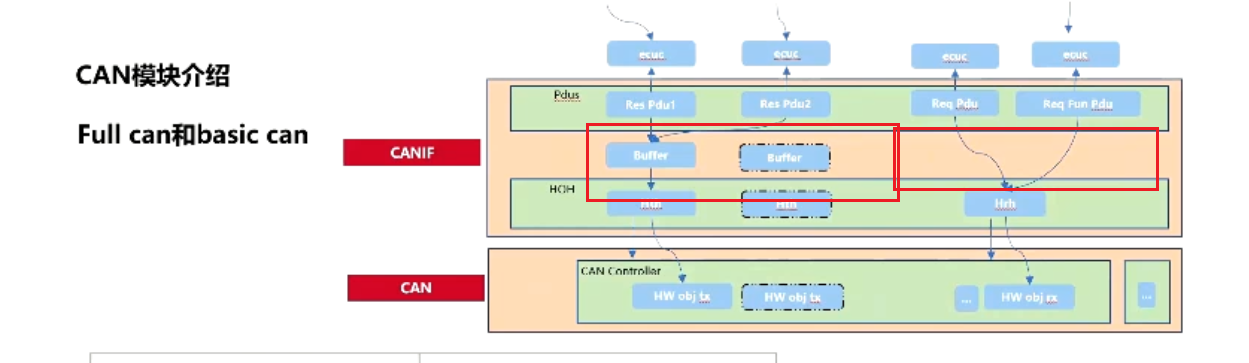 ecuc
ecuc
ecuc
ecuc
CAN模块介绍
Pdus
Res Pdu1
Res Pdu2
Req Pdu
Req Fun Pdu
Full can和basic can
CANIF
Buffer
Buffer
HOH
Hth
Hth
Hrh
CAN Controller
CAN
HW obj tx
HW obj tx
...
HW obj rx
...